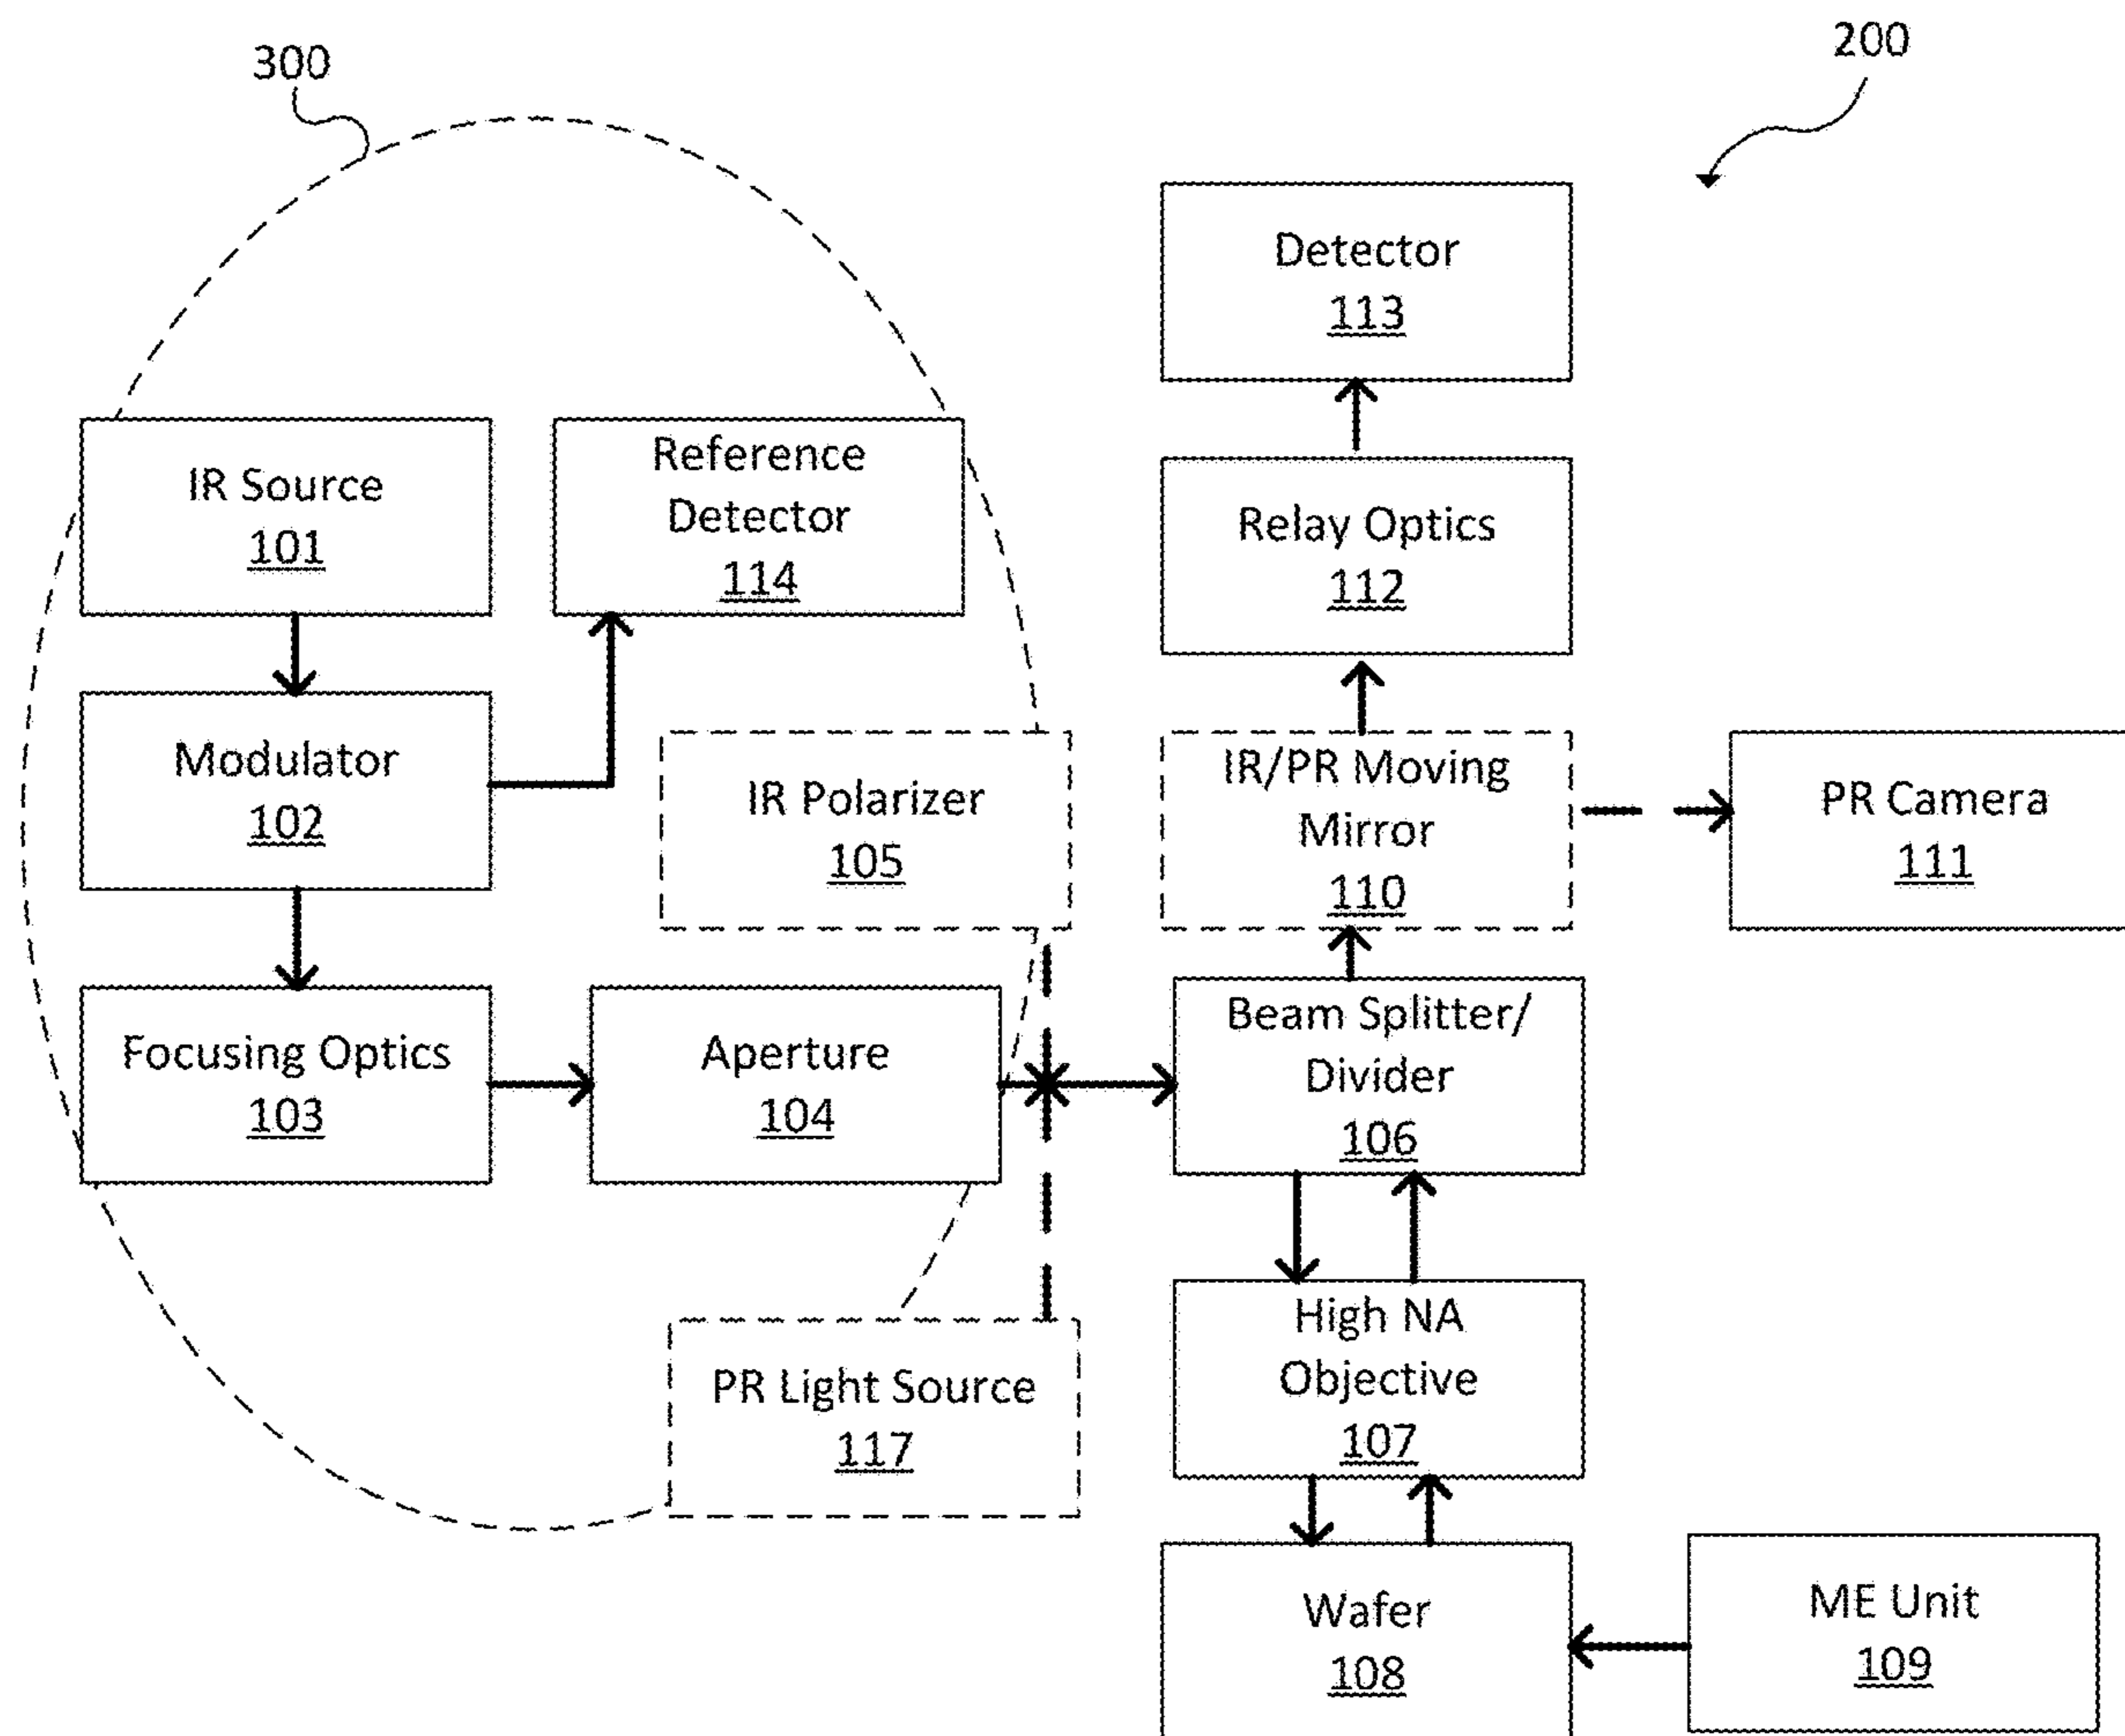 300
200
Detector
113
IR Source
101
Reference
Detector
114
Relay Optics
112
Modulator
102
IR Polarizer
105
IR/PR Moving
Mirror
110
PR Camera
111
Focusing Optics
103
Aperture
104
Beam Splitter/
Divider
106
High NA
Objective
107
PR Light Source
117
Wafer
108
ME Unit
109